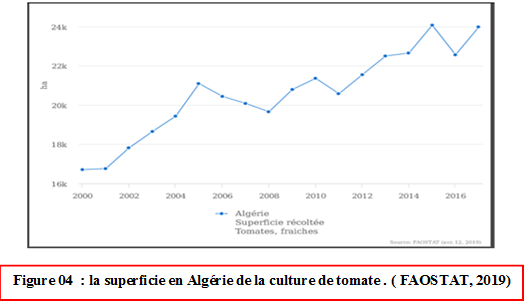 24k
22k
20k
18k
16k
ha
2000 2002 2004 2006 2008 2010 2012 2014 2016
Algérie
Superficie récoltée
Tomates, fraiches
Source: FAOSTAT (aoû 12, 2019)
Figure 04 : la superficie en Algérie de la culture de tomate . ( FAOSTAT, 2019)